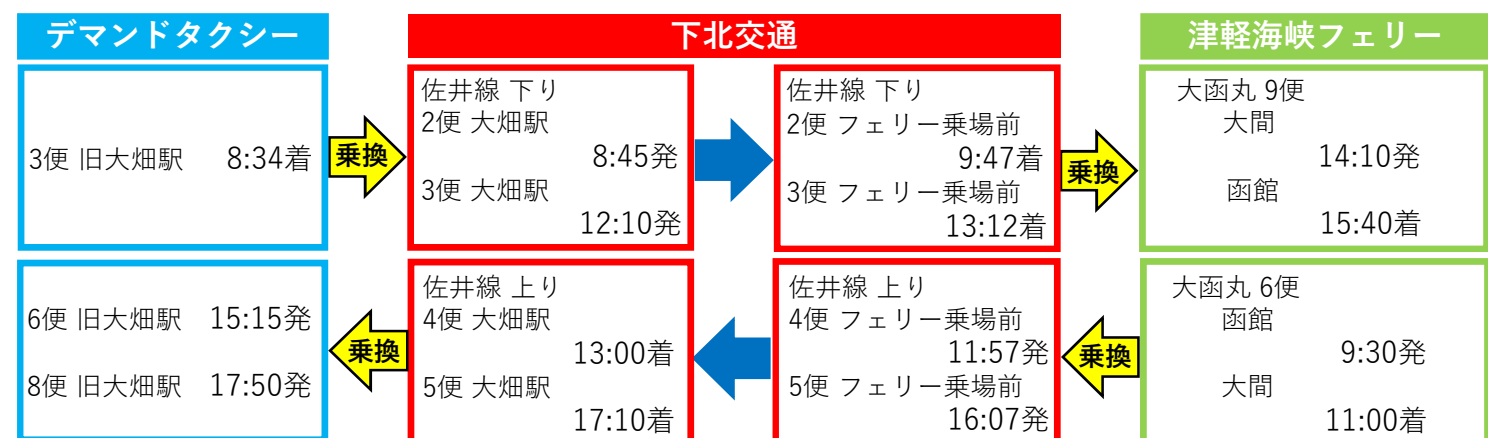 デマンドタクシー
下北交通
津軽海峡フェリー
3便 旧大畑駅 8:34着
乗換
佐井線 下り
2便 大畑駅
8:45発
3便 大畑駅
12:10発
佐井線 下り
2便 フェリー乗場前
9:47着
3便 フェリー乗場前
13:12着
乗換
大函丸 9便
大間
14:10発
函館
15:40着
6便 旧大畑駅 15:15発
8便 旧大畑駅 17:50発
乗換
佐井線 上り
4便 大畑駅
13:00着
5便 大畑駅
17:10着
佐井線 上り
4便 フェリー乗場前
11:57発
5便 フェリー乗場前
16:07発
乗換
大函丸 6便
函館
9:30発
大間
11:00着